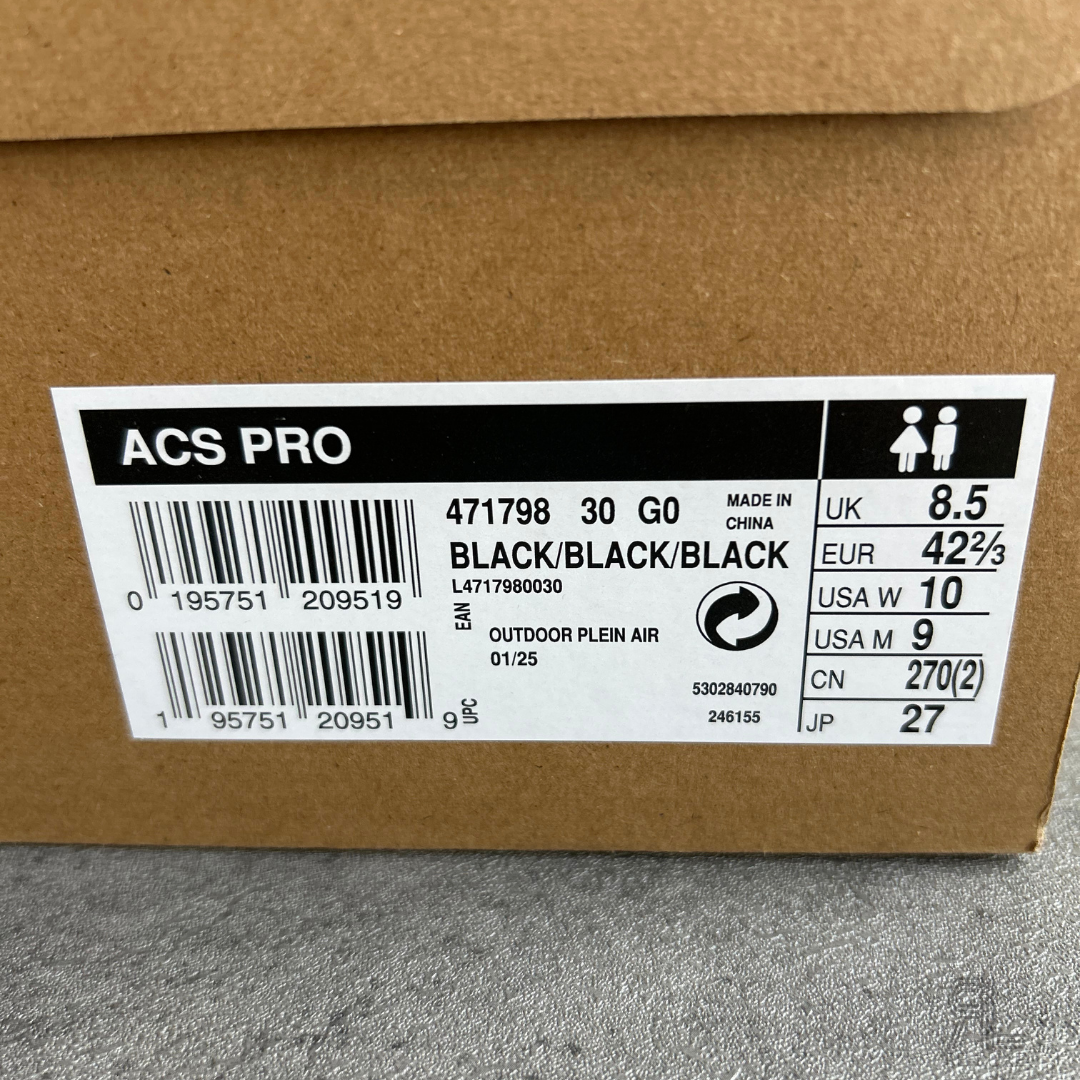 ACS PRO
471798 30 G0
MADE IN
CHINA
BLACK/BLACK/BLACK
L4717980030
EAN
0 195751 209519
OUTDOOR PLEIN AIR
01/25
5302840790
246155
1 95751 20951 9
UPC
UK 8.5
EUR 42⅔
USA W 10
USA M 9
CN 270(2)
JP 27